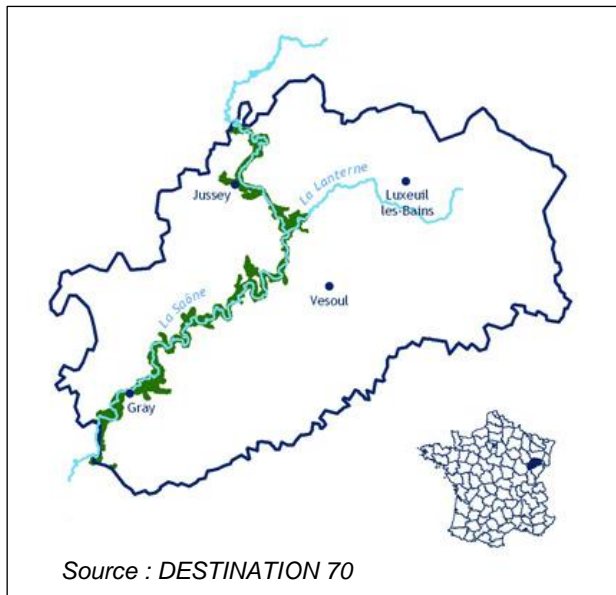 La Lanterne
Jussey
Luxeuil
les-Bains
Vesoul
La Saône
Gray
Source : DESTINATION 70